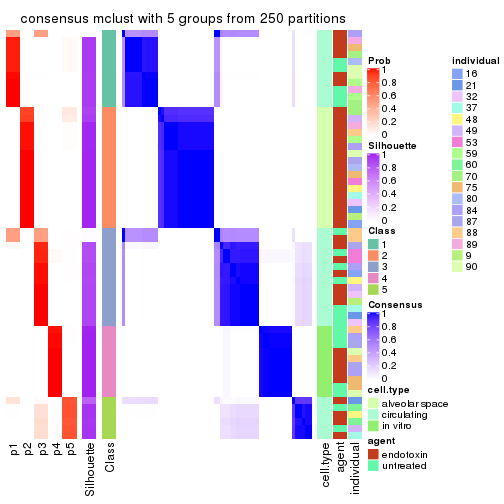 consensus mclust with 5 groups from 250 partitions
Prob
1
0.8
0.6
0.4
0.2
0
Silhouette
1
0.8
0.6
0.4
0.2
0
Class
1
2
3
4
5
Consensus
1
0.8
0.6
0.4
0.2
0
cell.type
alveolar space
circulating
in vitro
agent
endotoxin
untreated
individual
16
21
32
37
48
49
53
59
60
70
75
80
84
87
88
89
9
90
p1
p2
p3
p4
p5
Silhouette
Class
cell.type
agent
individual